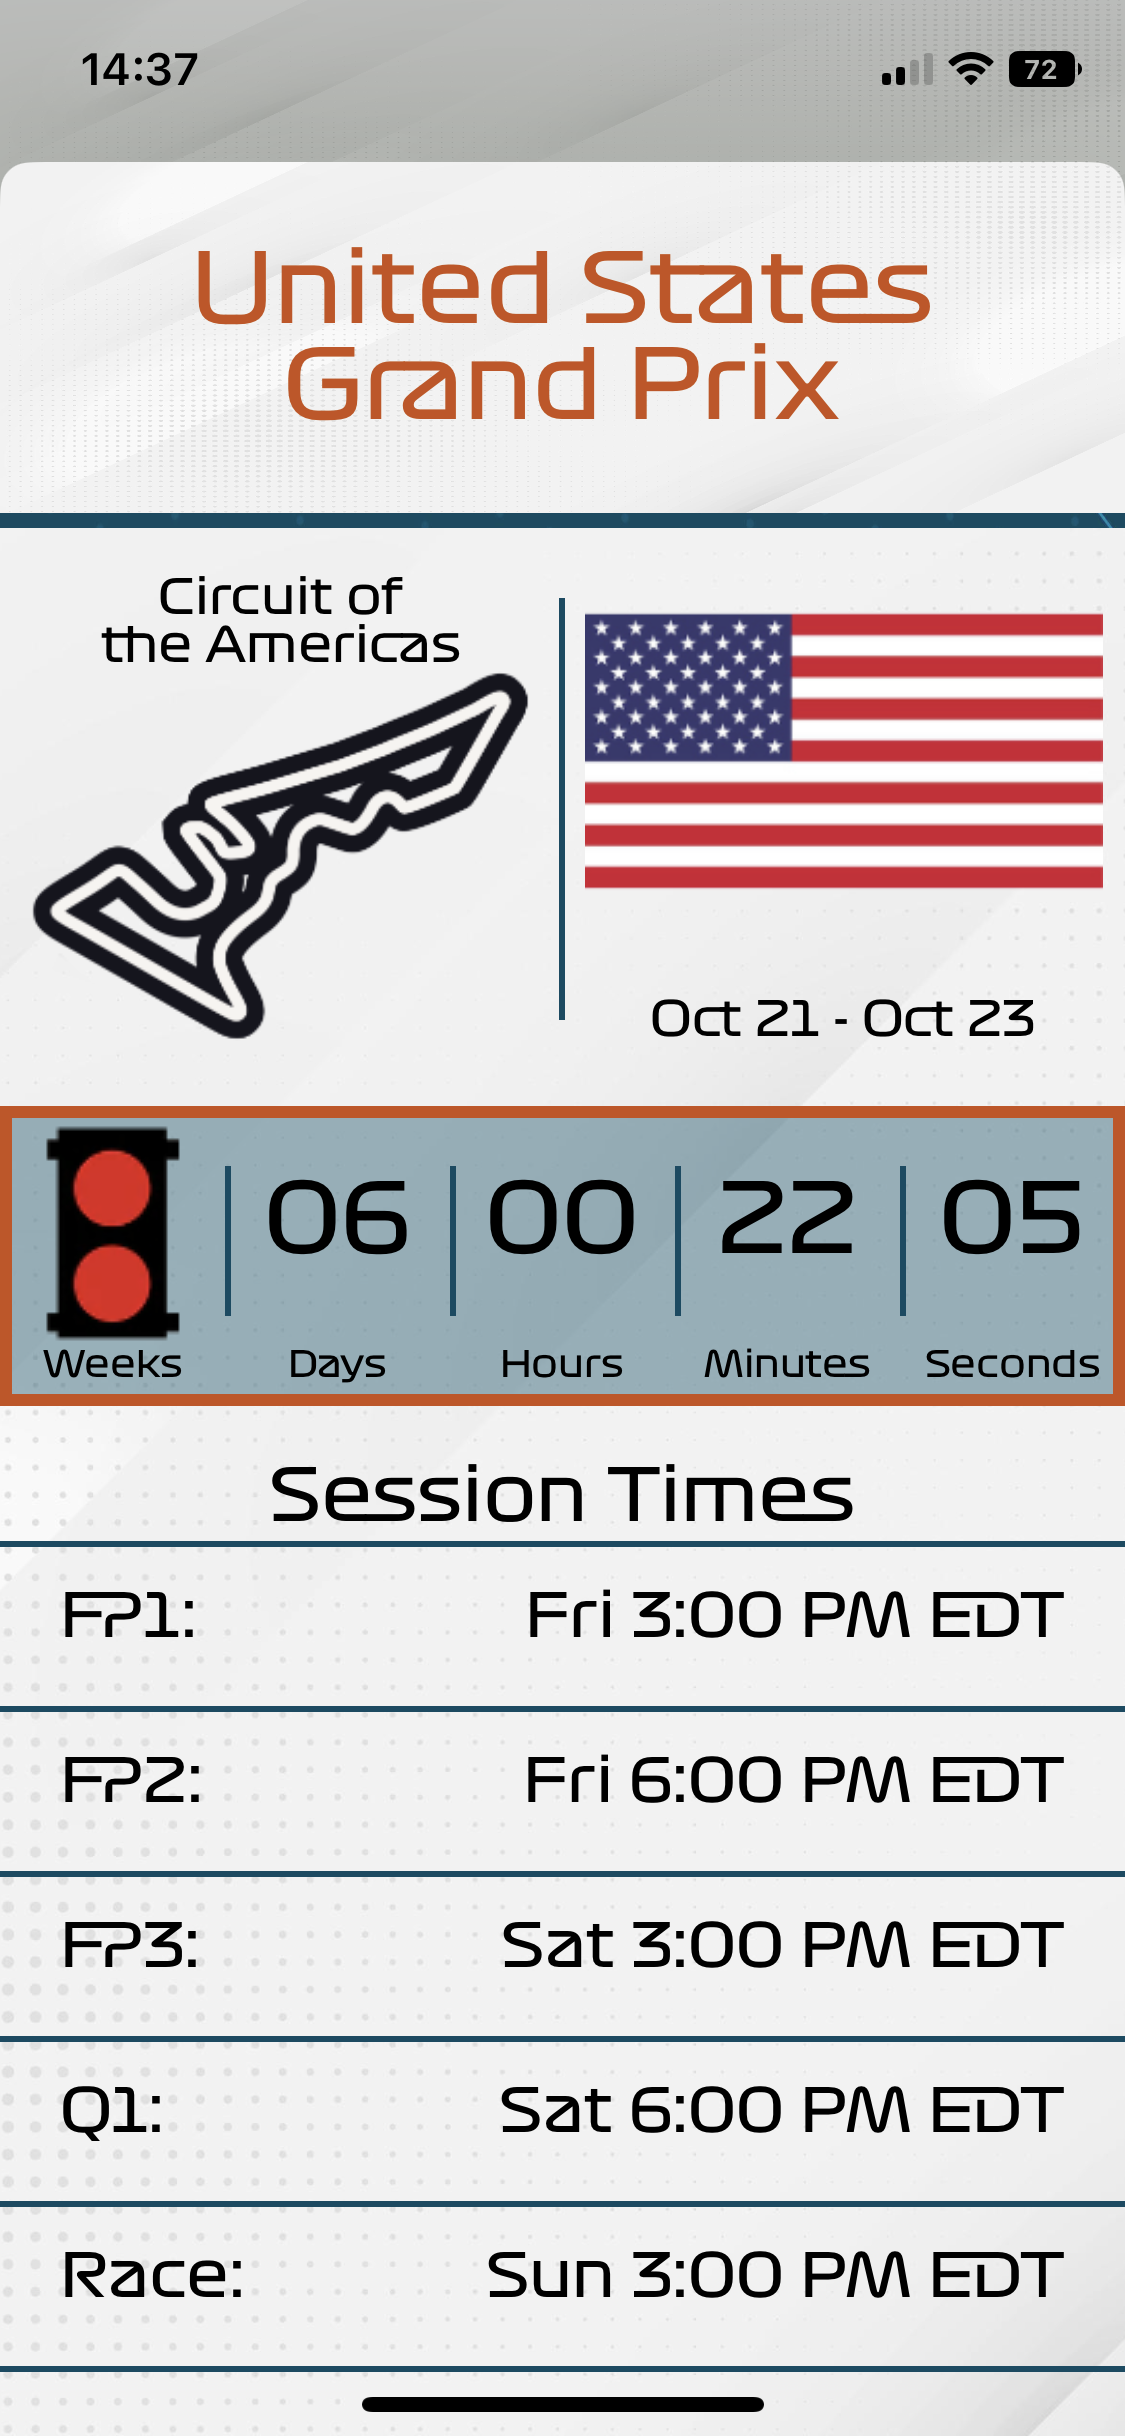 14:37
72
United States
Grand Prix
Circuit of
the Americas
Oct 21 - Oct 23
06 00 22 05
Weeks Days Hours Minutes Seconds
Session Times
FP1: Fri 3:00 PM EDT
FP2: Fri 6:00 PM EDT
FP3: Sat 3:00 PM EDT
Q1: Sat 6:00 PM EDT
Race: Sun 3:00 PM EDT